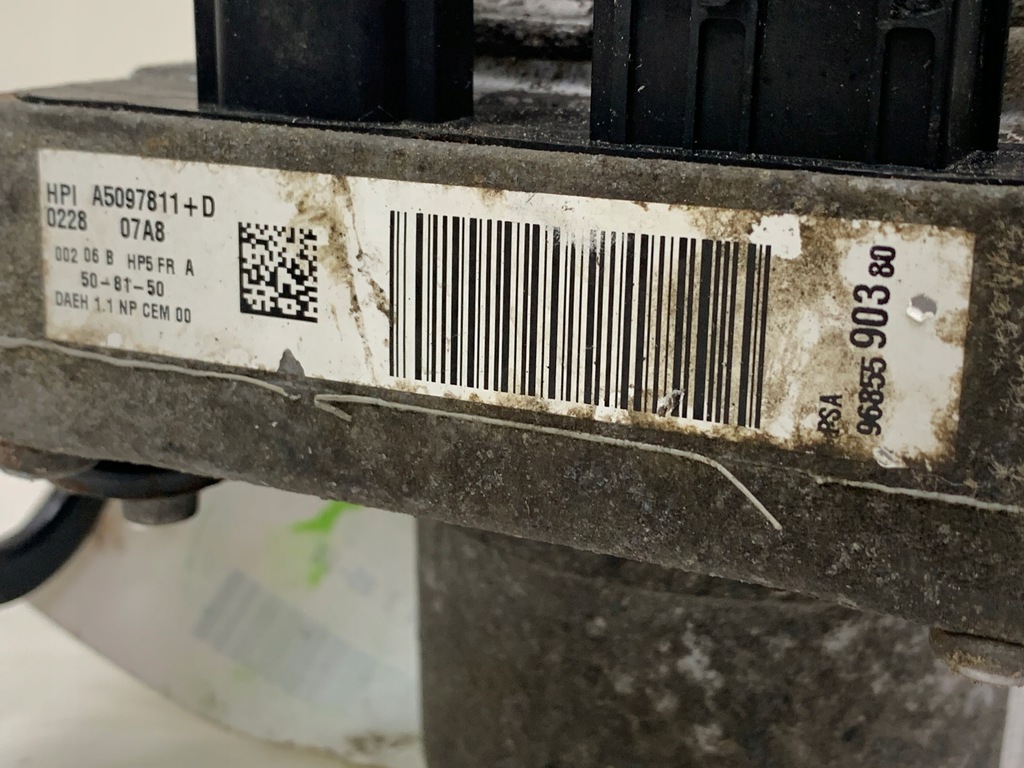 HPI A5097811+D
0228 07A8
002 06 B HP5 FR A
50-81-50
DAEH 1.1 NP CEM 00
PSA
96855 903 80